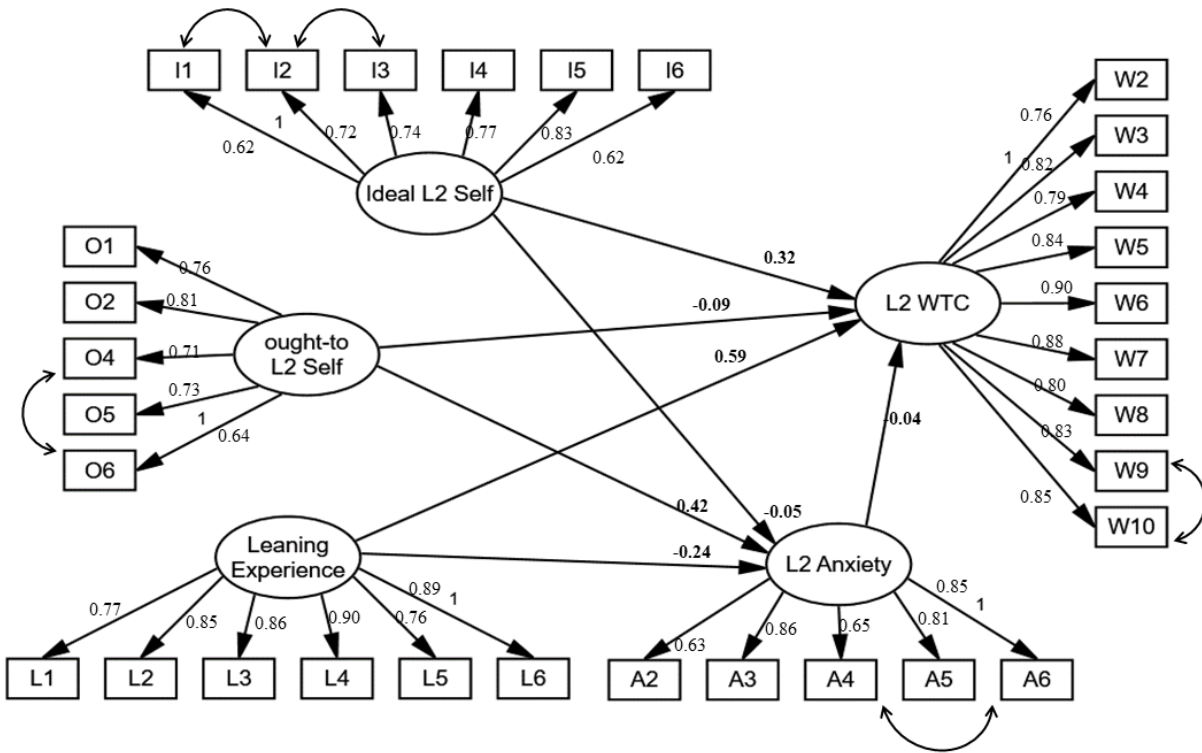 I1 I2 I3 I4 I5 I6
1
0.62 0.72 0.74 0.77 0.83 0.62
Ideal L2 Self
W2
W3
W4
W5
W6
W7
W8
W9
W10
0.76
1
0.82
0.79
0.84
0.90
0.88
0.80
0.83
0.85
L2 WTC
O1
O2
O4
O5
O6
0.76
0.81
0.71
0.73
1
0.64
ought-to
L2 Self
0.32
-0.09
0.59
-0.04
0.42
-0.05
-0.24
Leaning
Experience
0.77 0.85 0.86 0.90 0.76 0.89
1
L1 L2 L3 L4 L5 L6
L2 Anxiety
0.63 0.86 0.65 0.81 0.85
1
A2 A3 A4 A5 A6